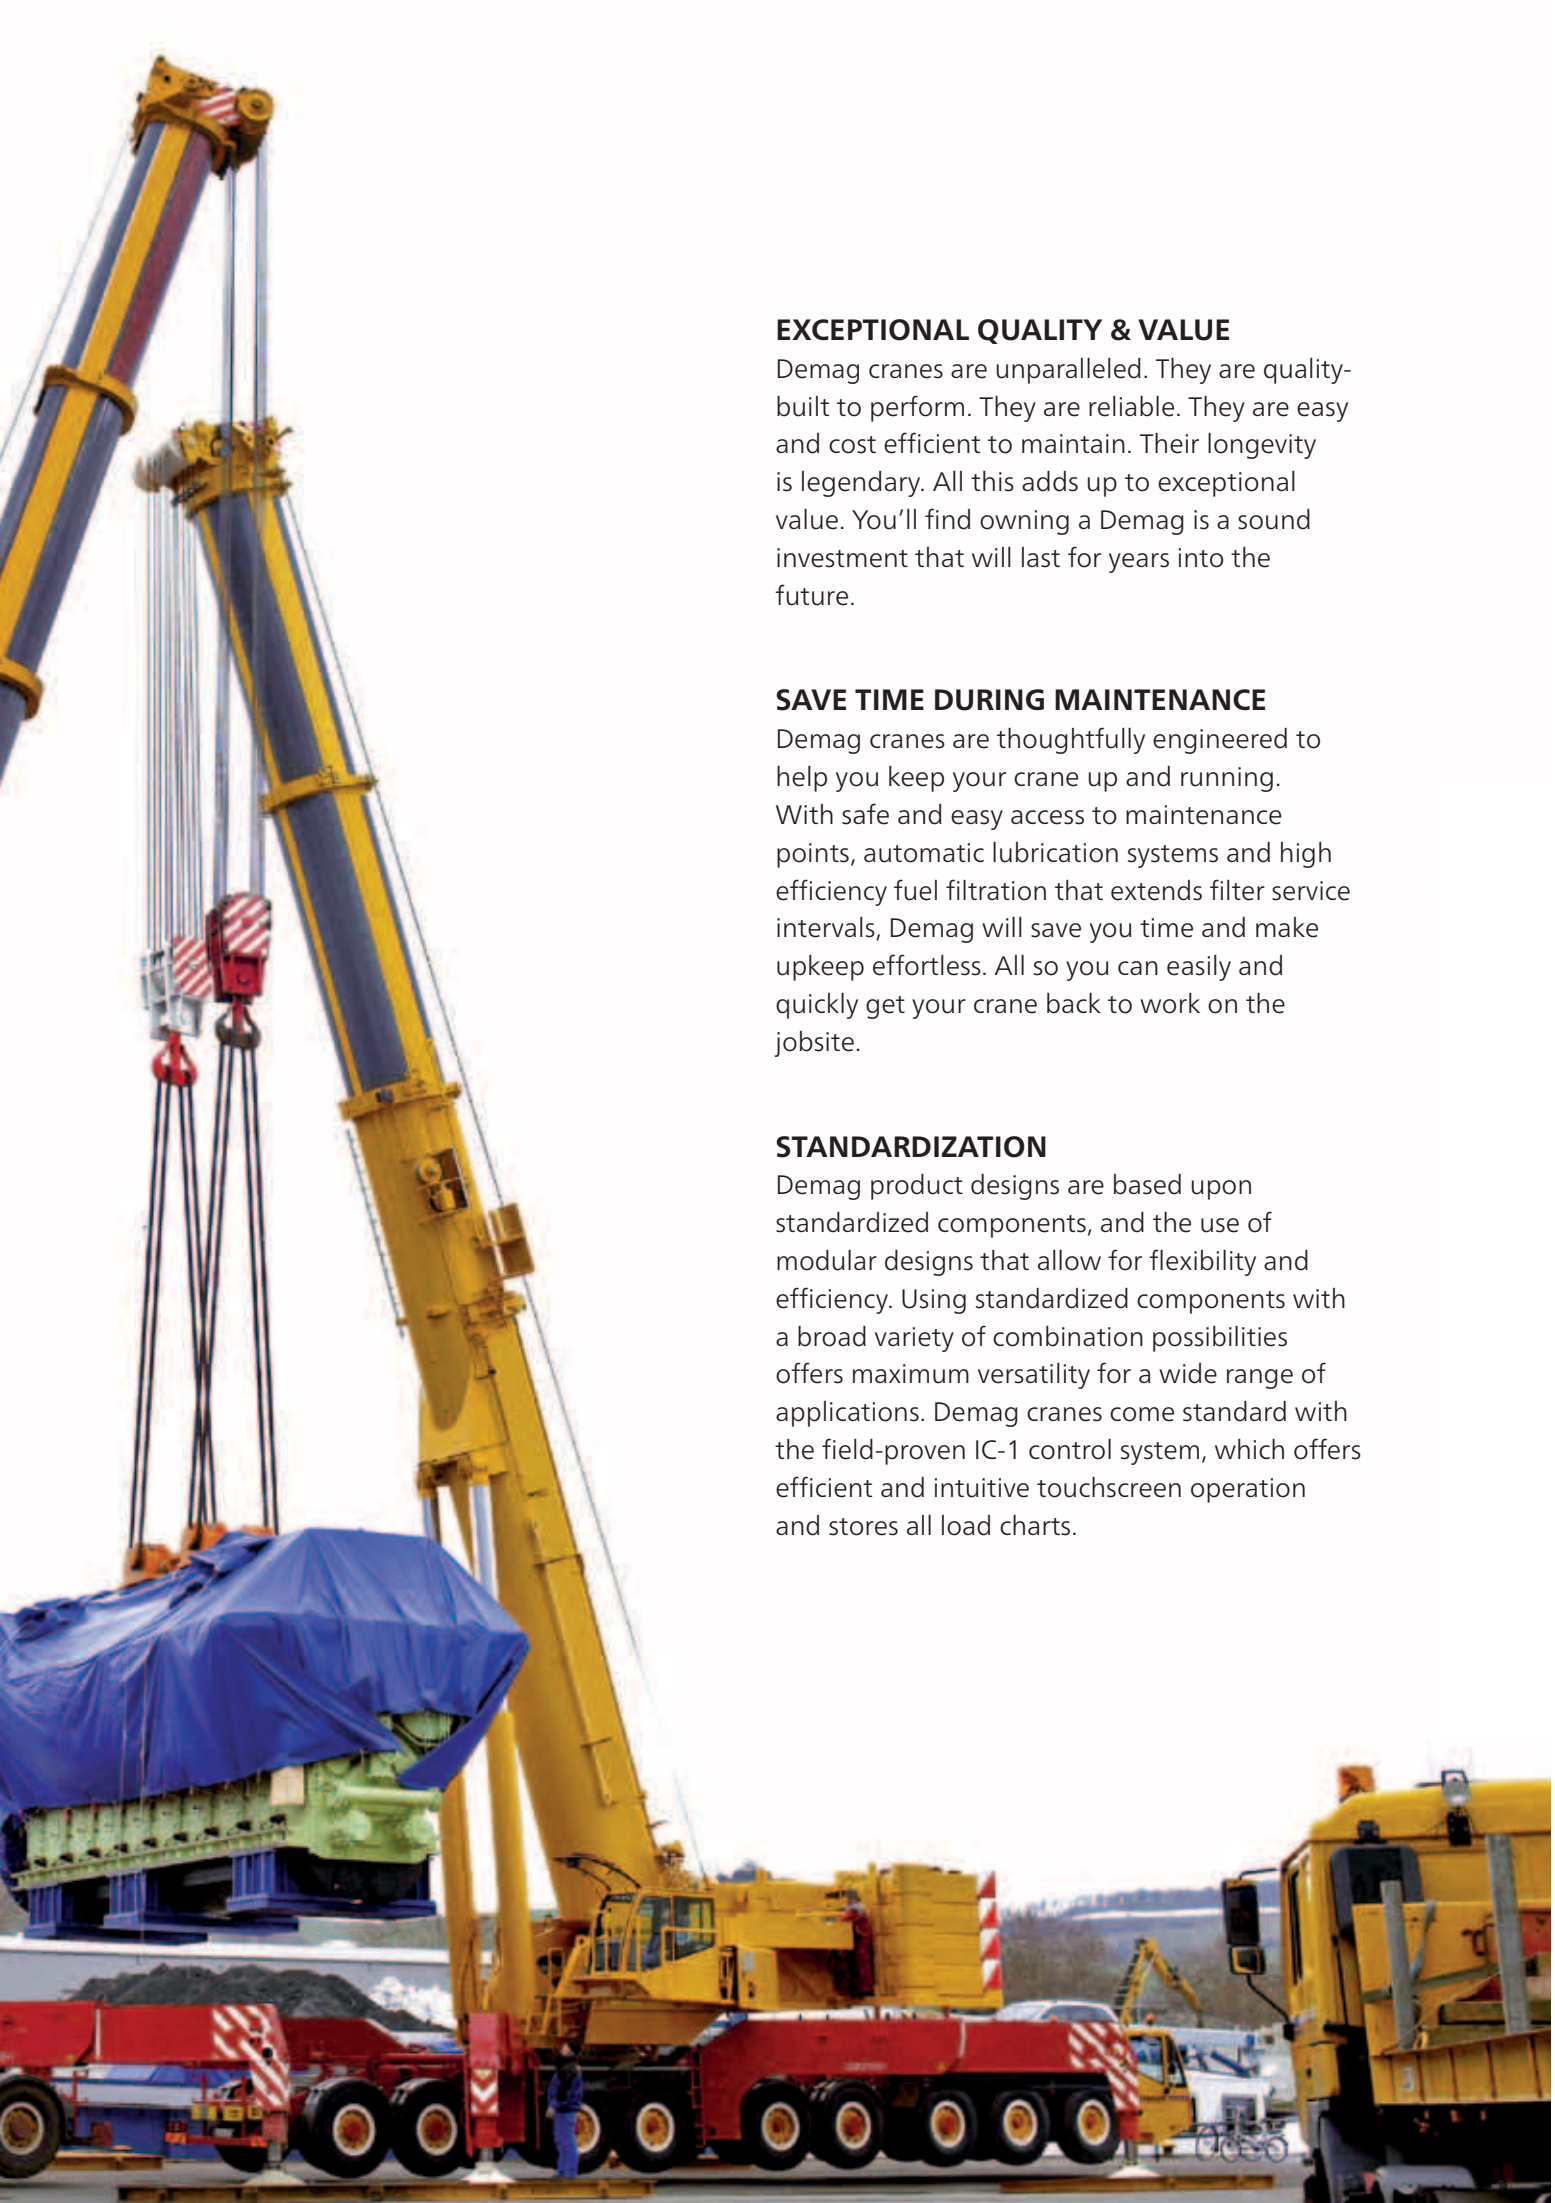 EXCEPTIONAL QUALITY & VALUE
Demag cranes are unparalleled. They are quality-
built to perform. They are reliable. They are easy
and cost efficient to maintain. Their longevity
is legendary. All this adds up to exceptional
value. You’ll find owning a Demag is a sound
investment that will last for years into the
future.
SAVE TIME DURING MAINTENANCE
Demag cranes are thoughtfully engineered to
help you keep your crane up and running.
With safe and easy access to maintenance
points, automatic lubrication systems and high
efficiency fuel filtration that extends filter service
intervals, Demag will save you time and make
upkeep effortless. All so you can easily and
quickly get your crane back to work on the
jobsite.
STANDARDIZATION
Demag product designs are based upon
standardized components, and the use of
modular designs that allow for flexibility and
efficiency. Using standardized components with
a broad variety of combination possibilities
offers maximum versatility for a wide range of
applications. Demag cranes come standard with
the field-proven IC-1 control system, which offers
efficient and intuitive touchscreen operation
and stores all load charts.